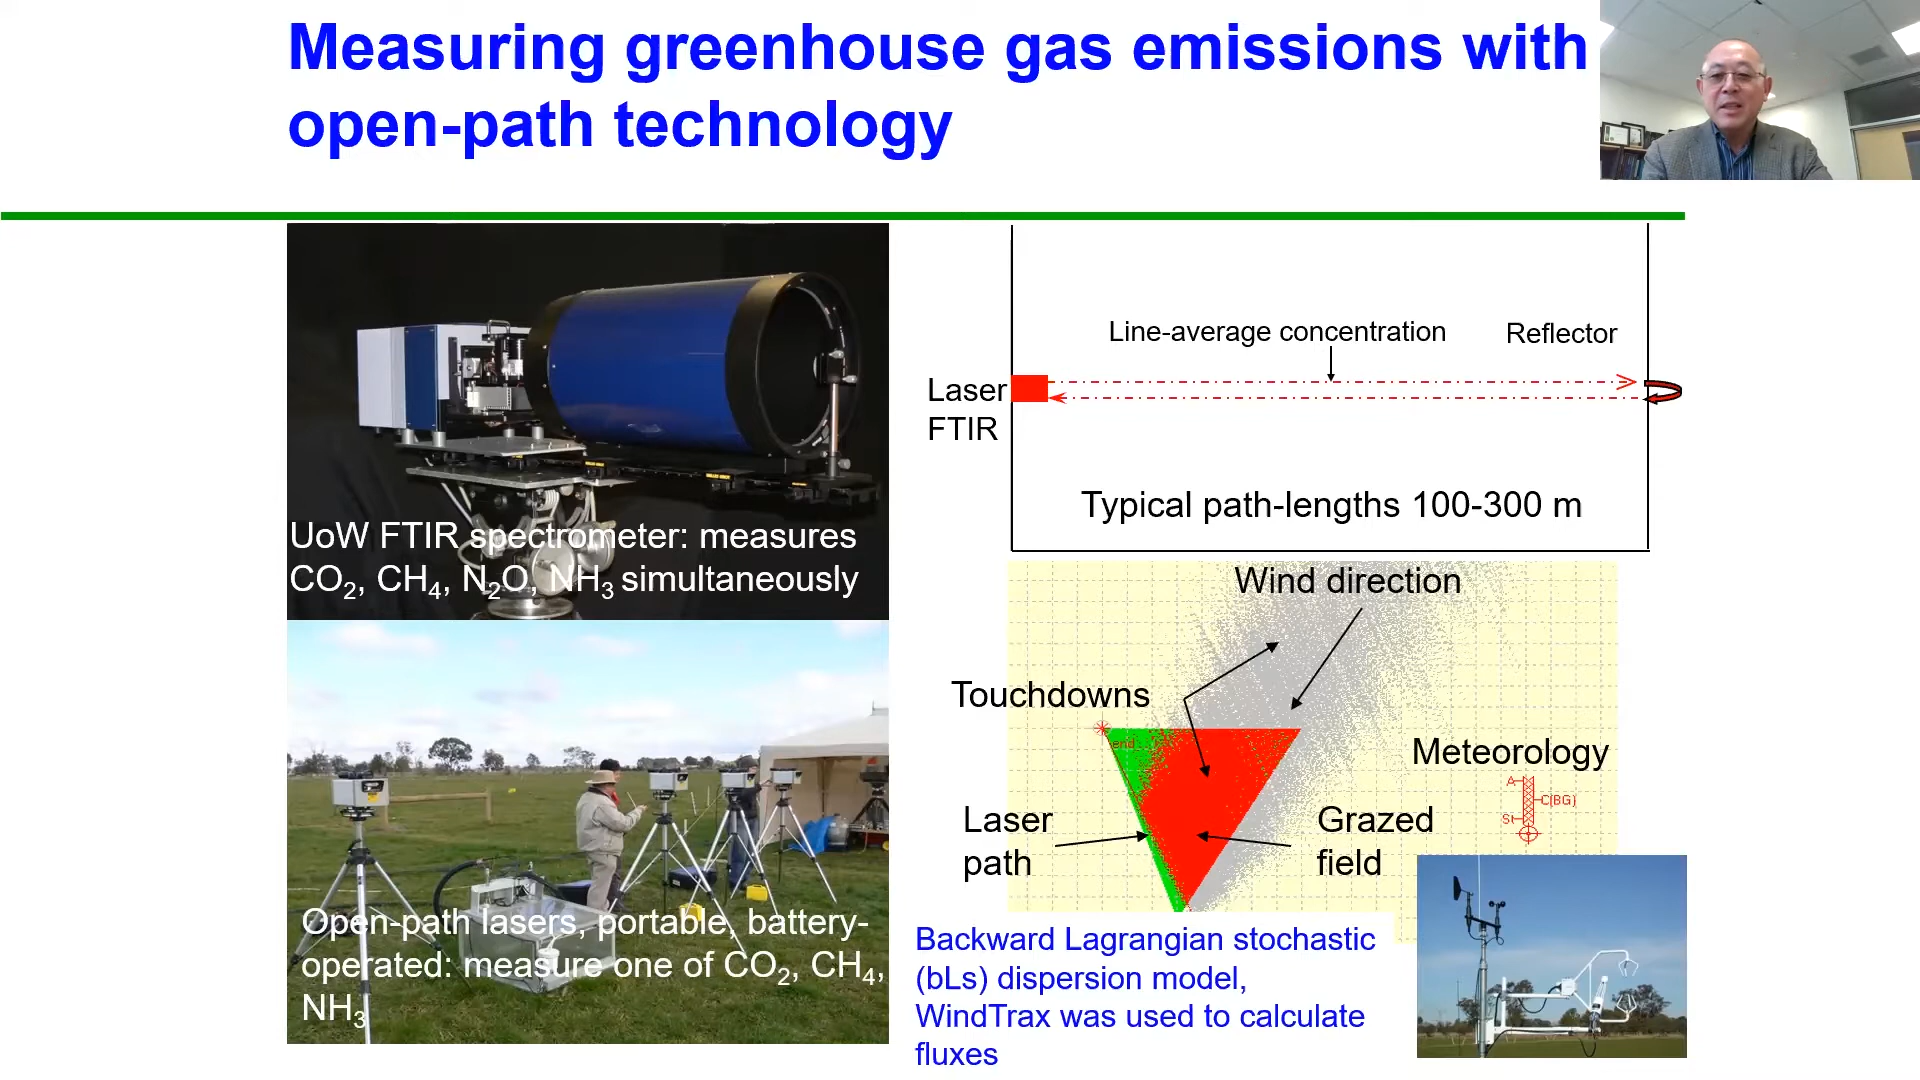 Measuring greenhouse gas emissions with
open-path technology
UoW FTIR spectrometer: measures
CO₂, CH₄, N₂O, NH₃ simultaneously
Open-path lasers, portable, battery-
operated: measure one of CO₂, CH₄,
NH₃
Line-average concentration
Reflector
Laser
FTIR
Typical path-lengths 100-300 m
Wind direction
Touchdowns
end
Meteorology
A
C(BG)
St
Laser
path
Grazed
field
Backward Lagrangian stochastic
(bLs) dispersion model,
WindTrax was used to calculate
fluxes